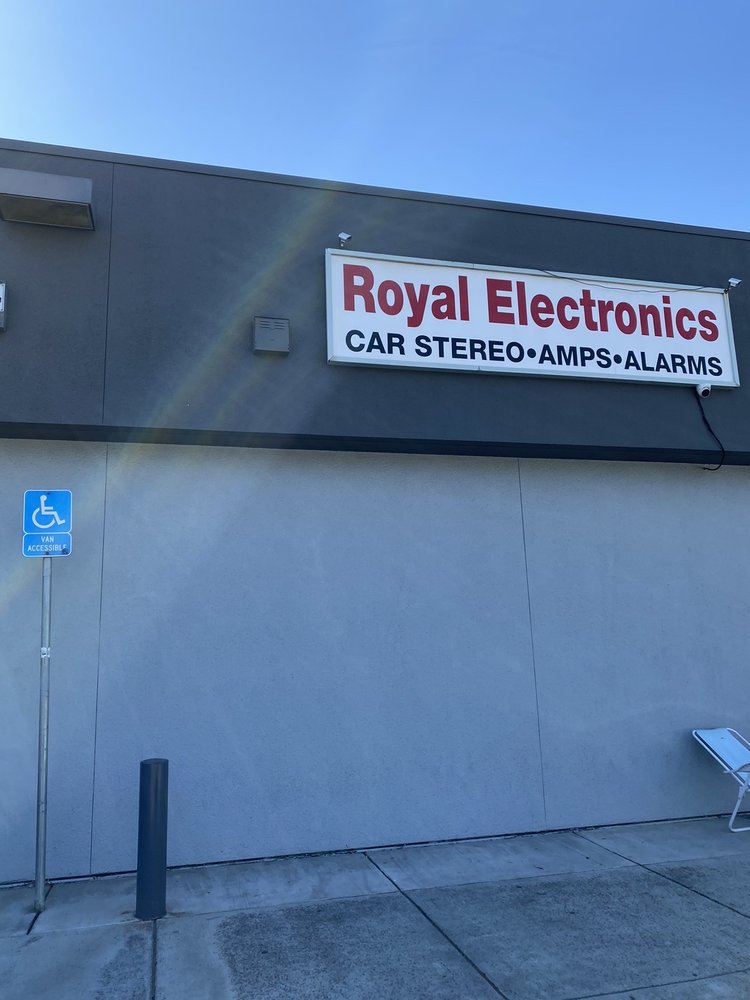 Royal Electronics
CAR STEREO•AMPS•ALARMS
VAN
ACCESSIBLE